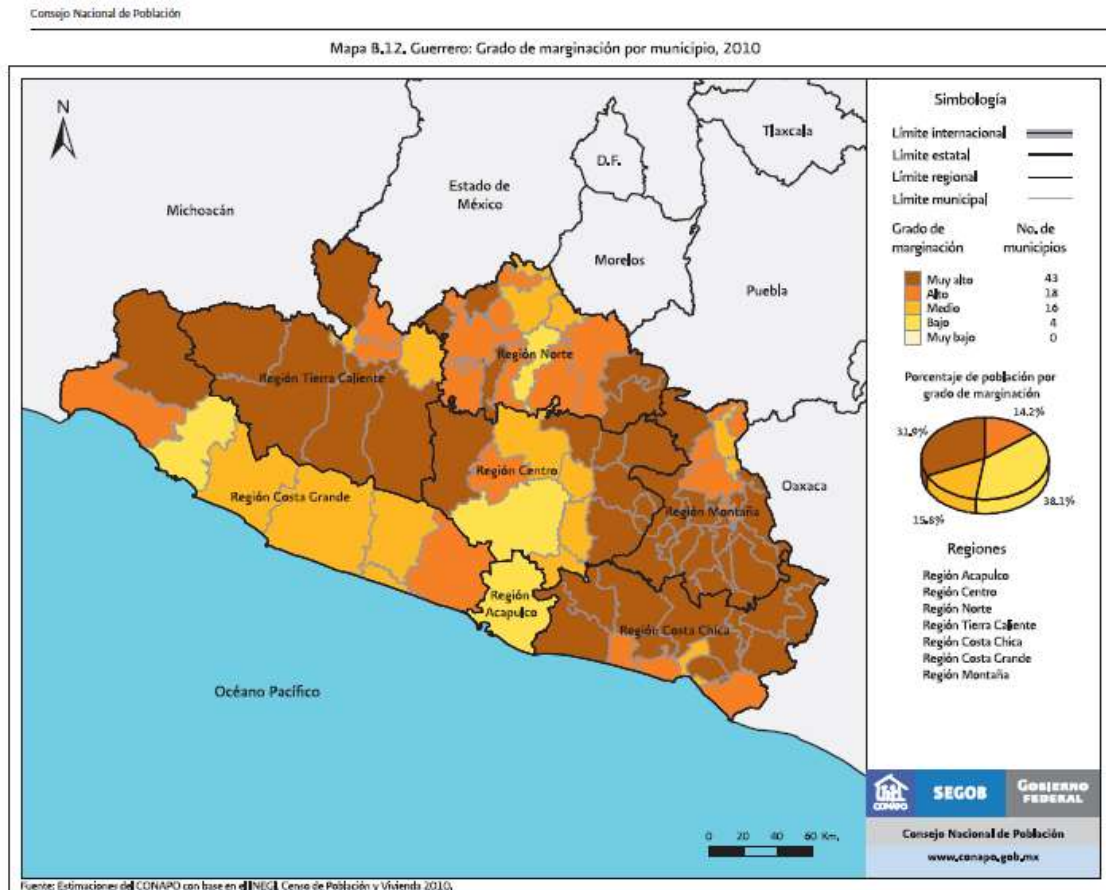 Consejo Nacional de Población
Mapa B.12. Guerrero: Grado de marginación por municipio, 2010
N
Michoacán
Estado de
México
D.F.
Tlaxcala
Morelos
Puebla
Región Norte
Región Tierra Caliente
Región Centro
Región Costa Grande
Región Montaña
Oaxaca
Región
Acapulco
Región Costa Chica
Océano Pacífico
0 20 40 60 Km.
Simbología
Límite internacional
Límite estatal
Límite regional
Límite municipal
Grado de
marginación
No. de
municipios
Muy alto 43
Alto 18
Medio 16
Bajo 4
Muy bajo 0
Porcentaje de población por
grado de marginación
14.2%
31.9%
38.1%
15.8%
Regiones
Región Acapulco
Región Centro
Región Norte
Región Tierra Caliente
Región Costa Chica
Región Costa Grande
Región Montaña
CONAPO
SEGOB
GOBIERNO
FEDERAL
Consejo Nacional de Población
www.conapo.gob.mx
Fuente: Estimaciones del CONAPO con base en el INEGI, Censo de Población y Vivienda 2010.